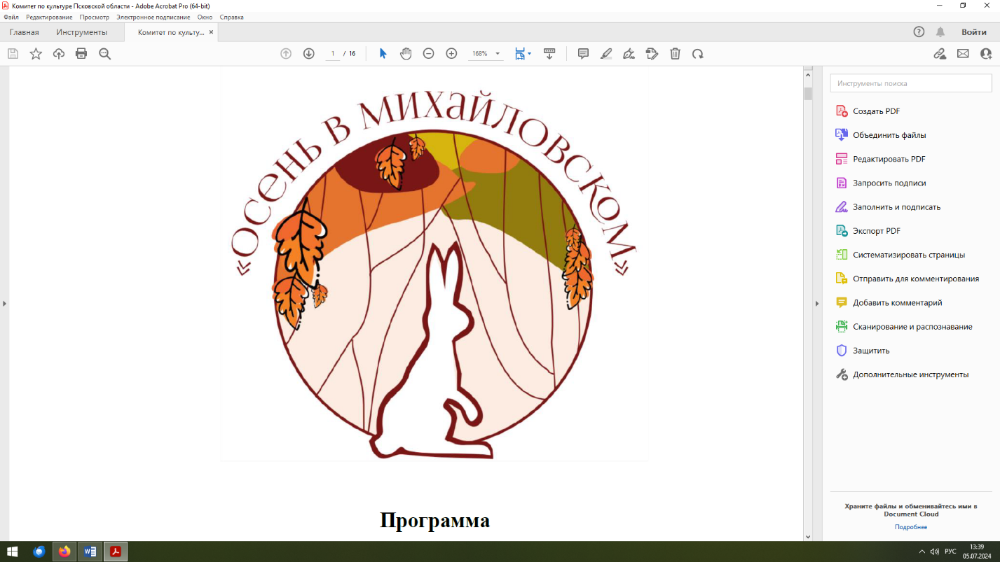 Комитет по культуре Псковской области - Adobe Acrobat Pro (64-bit)
Файл Редактирование Просмотр Электронное подписание Окно Справка
Главная Инструменты Комитет по культу... × Войти
1 / 16 168%
«осень в Михайловском»
Программа
Инструменты поиска
Создать PDF
Объединить файлы
Редактировать PDF
Запросить подписи
Заполнить и подписать
Экспорт PDF
Систематизировать страницы
Отправить для комментирования
Добавить комментарий
Сканирование и распознавание
Защитить
Дополнительные инструменты
Храните файлы и обменивайтесь ими в
Document Cloud
Подробнее
РУС
13:39
05.07.2024